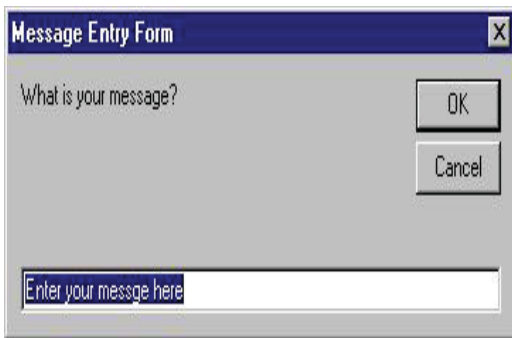 Message Entry Form
What is your message?
OK
Cancel
Enter your messge here